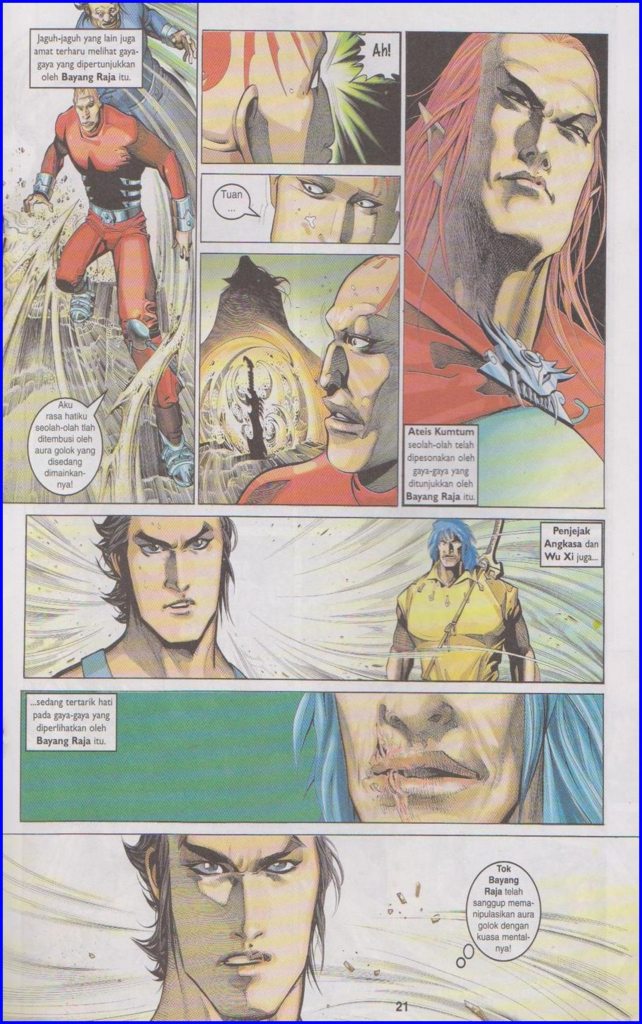 Jaguh-jaguh yang lain juga
amat terharu melihat gaya-
gaya yang dipertunjukkan
oleh Bayang Raja itu.
Ah!
Tuan
...
Aku
rasa hatiku
seolah-olah telah
ditembusi oleh
aura golok yang
disedang
dimainkan-
nya!
Ateis Kumtum
seolah-olah telah
dipesonakan oleh
gaya-gaya yang
ditunjukkan oleh
Bayang Raja itu.
Penjejak
Angkasa dan
Wu Xi juga...
...sedang tertarik hati
pada gaya-gaya yang
diperlihatkan oleh
Bayang Raja itu.
Tok
Bayang
Raja telah
sanggup mema-
nipulasikan aura
golok dengan
kuasa mental-
nya!
21